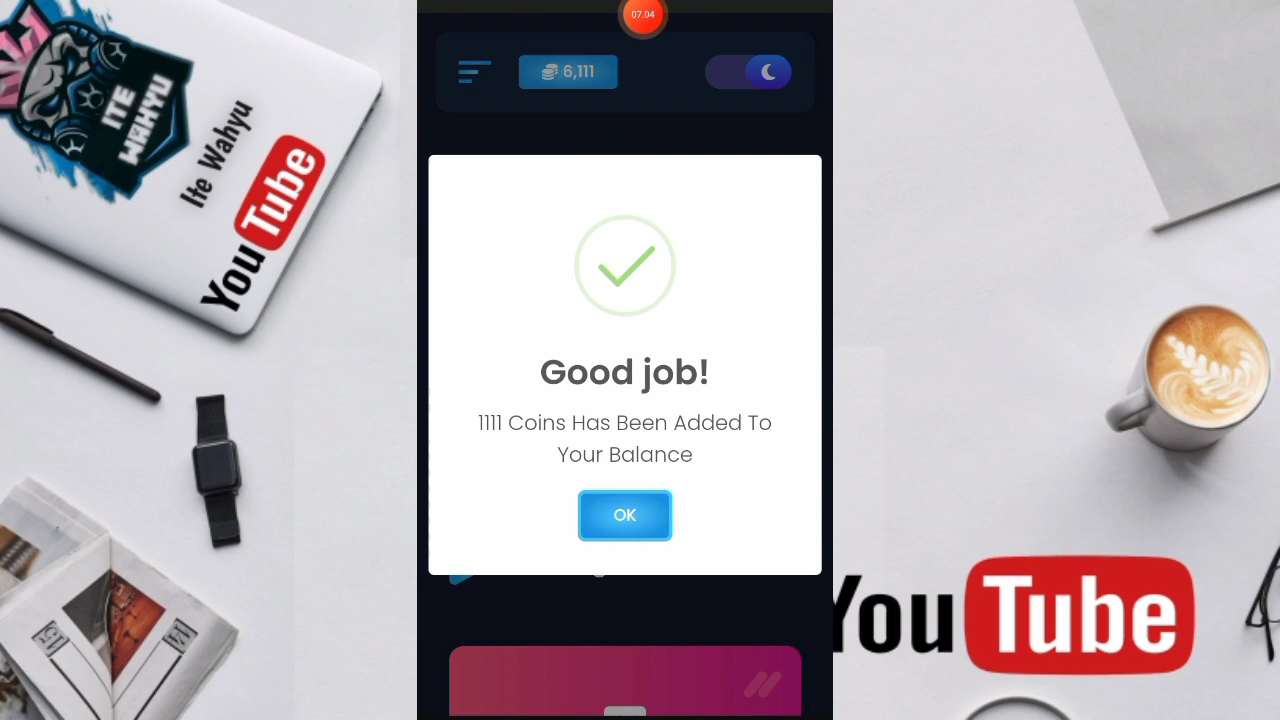 07.04
6,111
ITE
WAHYU
Ite Wahyu
YouTube
Good job!
1111 Coins Has Been Added To
Your Balance
OK
YouTube